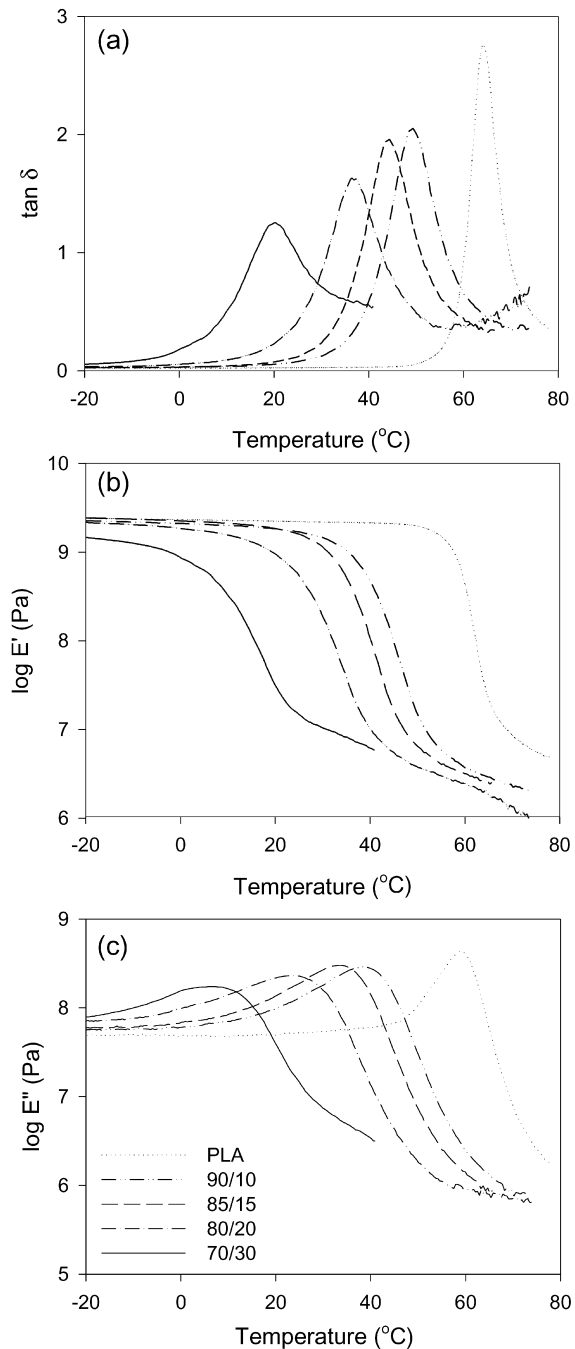 (a)
3
2
1
0
tan δ
-20 0 20 40 60 80
Temperature (°C)
(b)
10
9
8
7
6
log E' (Pa)
-20 0 20 40 60 80
Temperature (°C)
(c)
9
8
7
6
5
log E" (Pa)
PLA
90/10
85/15
80/20
70/30
-20 0 20 40 60 80
Temperature (°C)